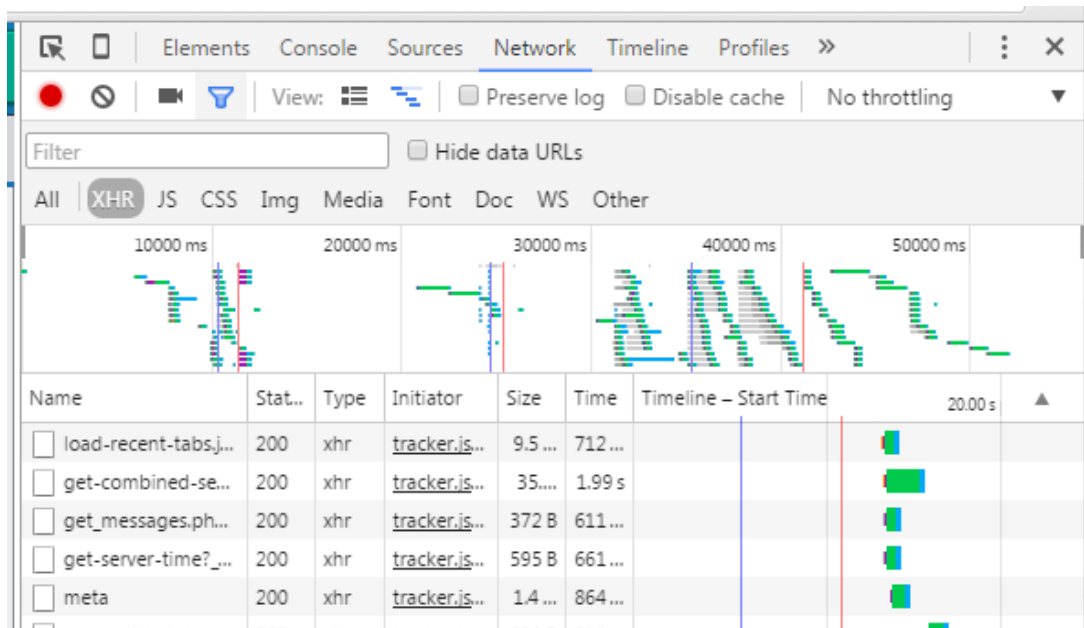 Elements Console Sources Network Timeline Profiles »
View: Preserve log Disable cache No throttling
Filter Hide data URLs
All XHR JS CSS Img Media Font Doc WS Other
10000 ms 20000 ms 30000 ms 40000 ms 50000 ms
Name Stat... Type Initiator Size Time Timeline – Start Time 20.00 s
load-recent-tabs.j... 200 xhr tracker.js... 9.5 ... 712 ...
get-combined-se... 200 xhr tracker.js... 35.... 1.99 s
get_messages.ph... 200 xhr tracker.js... 372 B 611 ...
get-server-time?_... 200 xhr tracker.js... 595 B 661 ...
meta 200 xhr tracker.js... 1.4 ... 864 ...